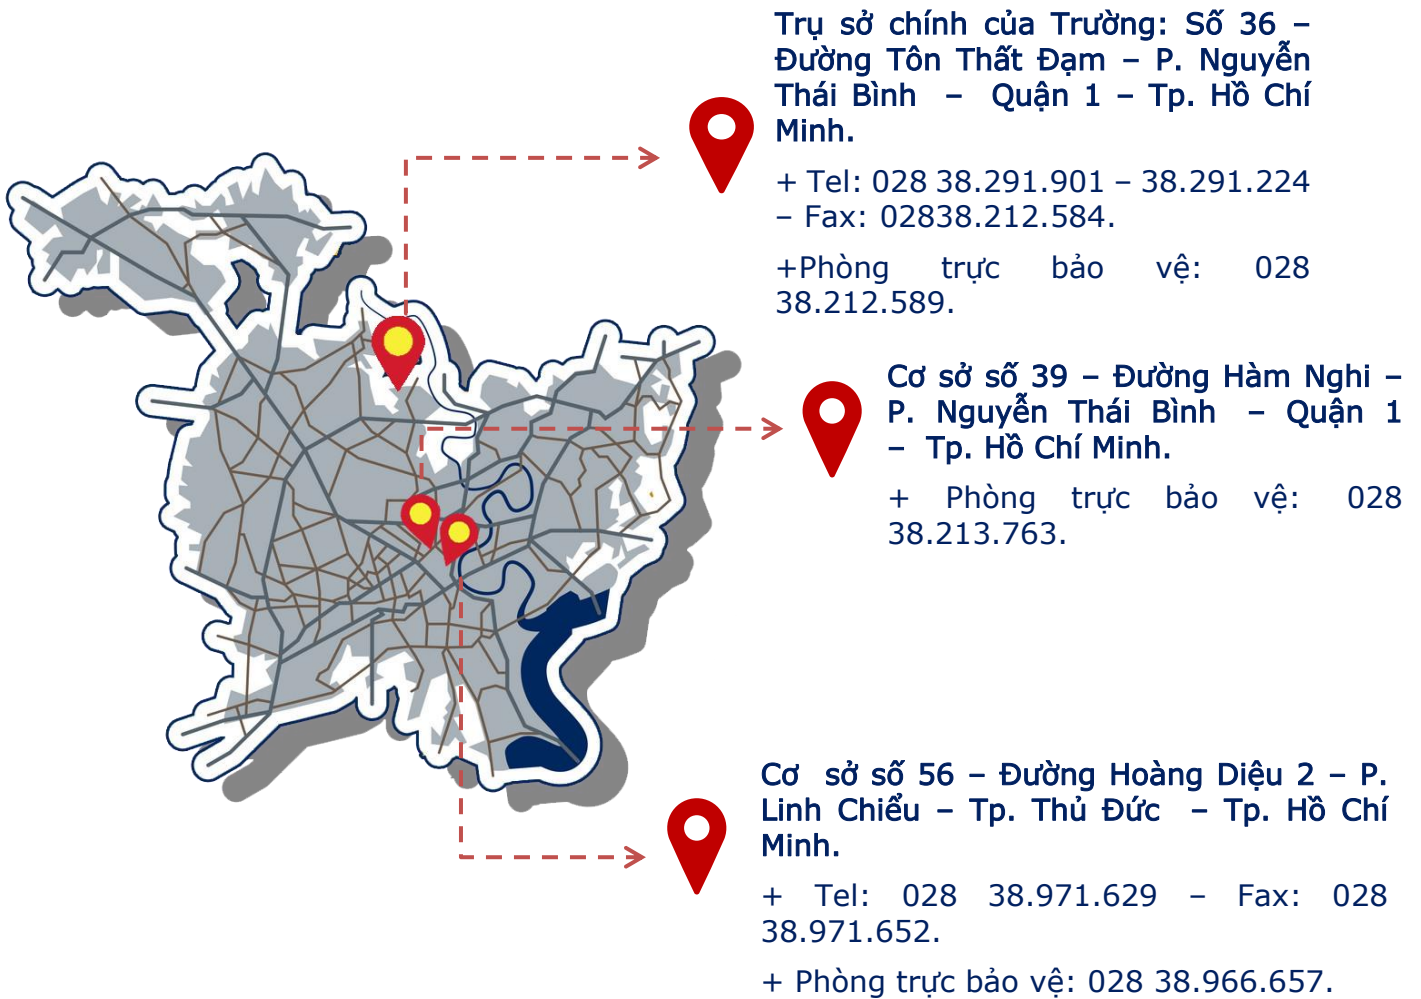 Trụ sở chính của Trường: Số 36 –
Đường Tôn Thất Đạm – P. Nguyễn
Thái Bình – Quận 1 – Tp. Hồ Chí
Minh.
+ Tel: 028 38.291.901 – 38.291.224
– Fax: 02838.212.584.
+Phòng trực bảo vệ: 028
38.212.589.
Cơ sở số 39 – Đường Hàm Nghi –
P. Nguyễn Thái Bình – Quận 1
– Tp. Hồ Chí Minh.
+ Phòng trực bảo vệ: 028
38.213.763.
Cơ sở số 56 – Đường Hoàng Diệu 2 – P.
Linh Chiểu – Tp. Thủ Đức – Tp. Hồ Chí
Minh.
+ Tel: 028 38.971.629 – Fax: 028
38.971.652.
+ Phòng trực bảo vệ: 028 38.966.657.